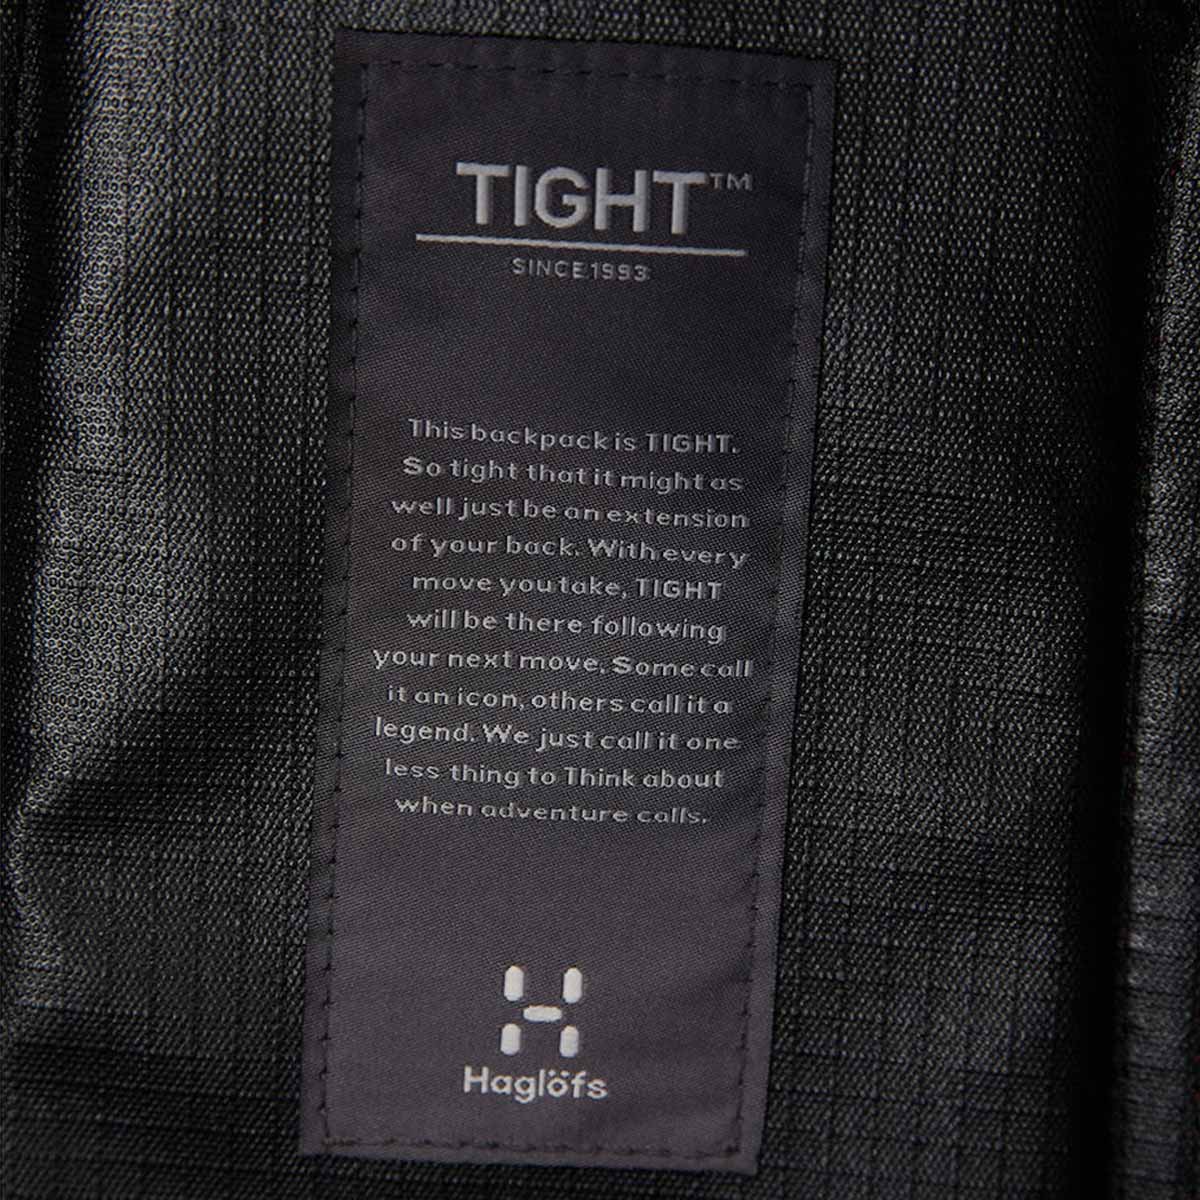 TIGHT™
SINCE 1993
This backpack is TIGHT.
So tight that it might as
well just be an extension
of your back. With every
move you take, TIGHT
will be there following
your next move. Some call
it an icon, others call it a
legend. We just call it one
less thing to Think about
when adventure calls.
Haglöfs